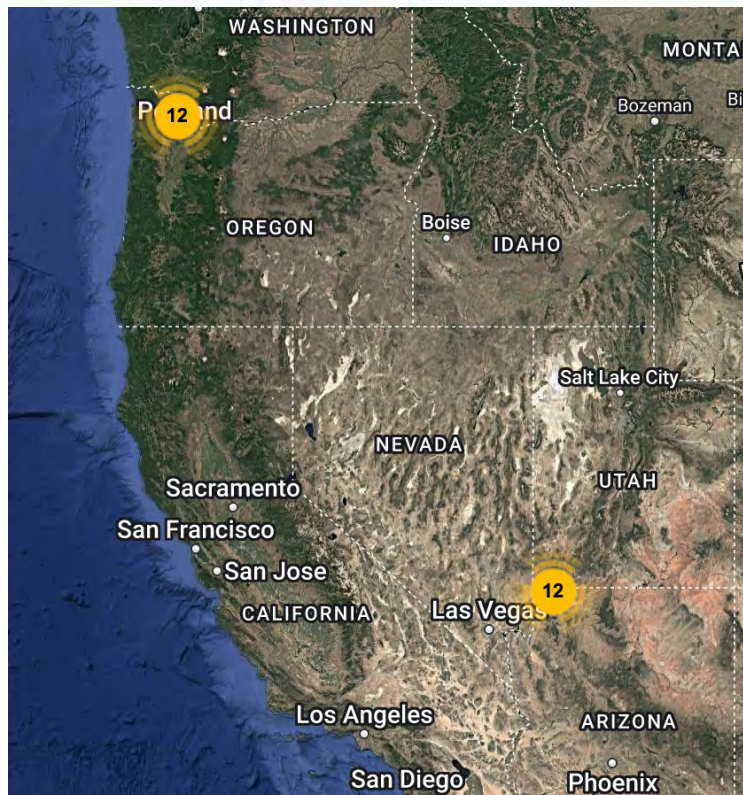 WASHINGTON
MONTA
Bozeman
Bi
12
OREGON
Boise
IDAHO
Salt Lake City
NEVADA
UTAH
Sacramento
San Francisco
San Jose
CALIFORNIA
12
Las Vegas
Los Angeles
ARIZONA
San Diego
Phoenix